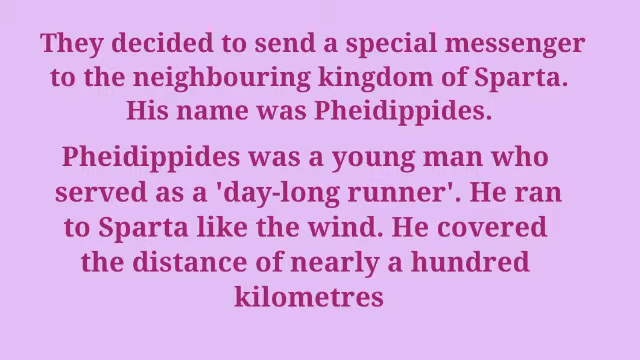 They decided to send a special messenger
to the neighbouring kingdom of Sparta.
His name was Pheidippides.
Pheidippides was a young man who
served as a 'day-long runner'. He ran
to Sparta like the wind. He covered
the distance of nearly a hundred
kilometres